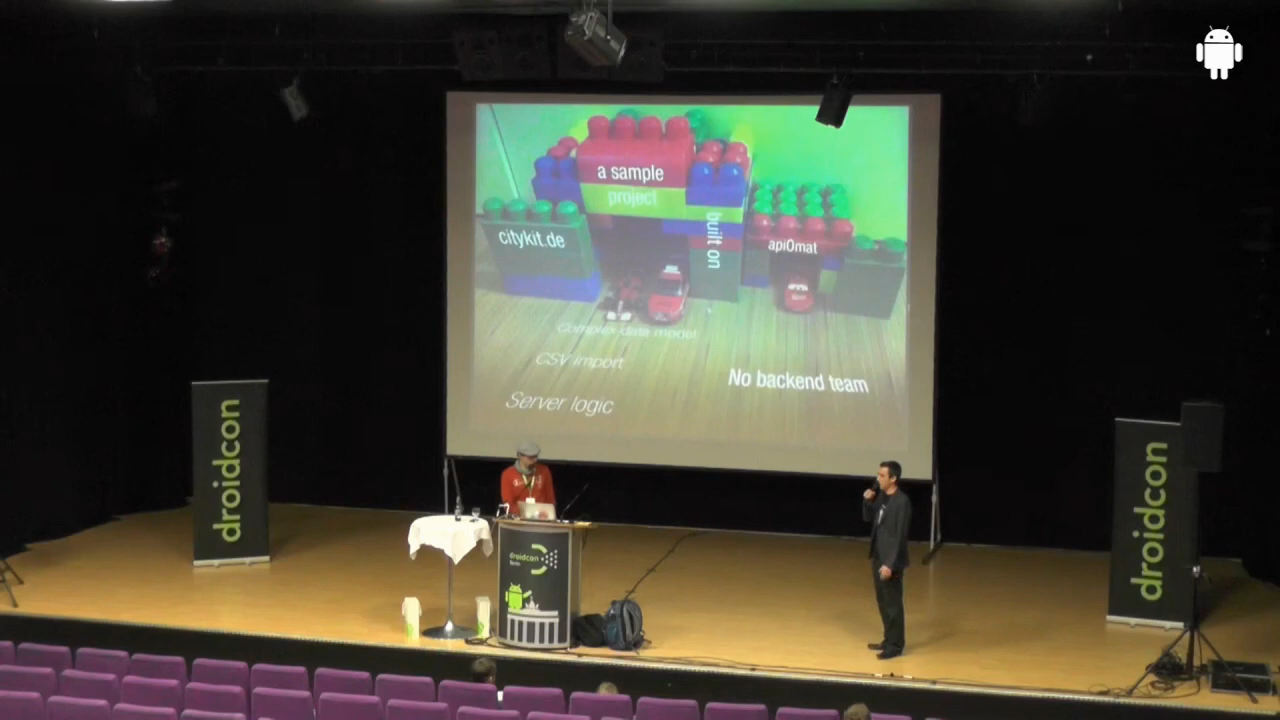 a sample
project
citykit.de
built on
apiOmat
Complex data model
CSV import
No backend team
Server logic
droidcon
droidcon
droidcon